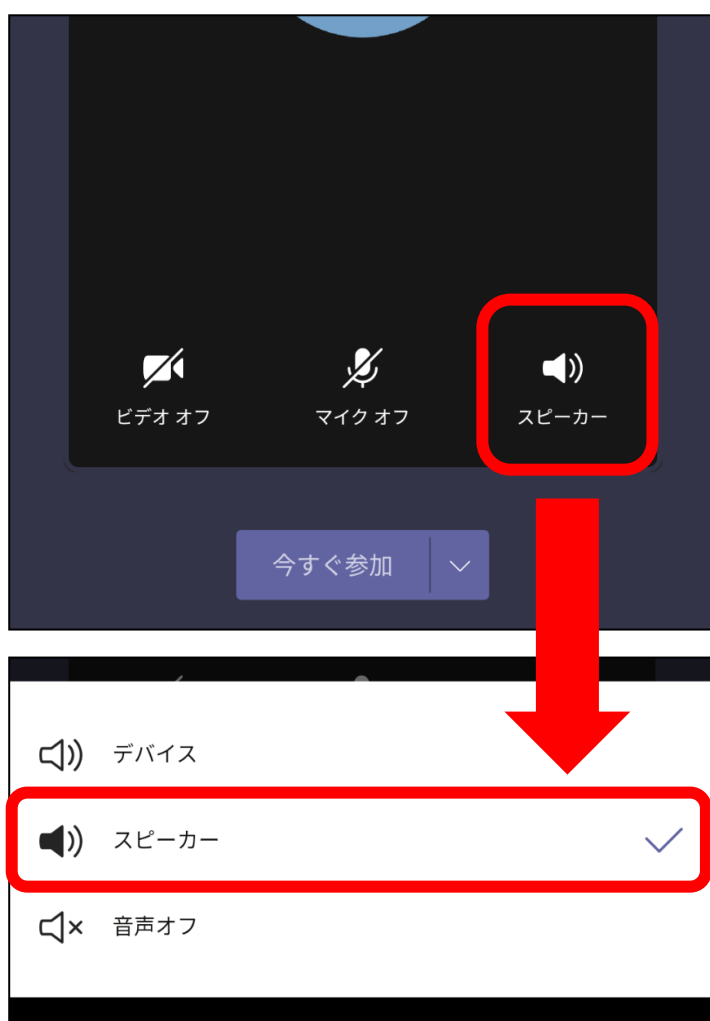 ビデオ オフ
マイク オフ
スピーカー
今すぐ参加
デバイス
スピーカー
音声オフ